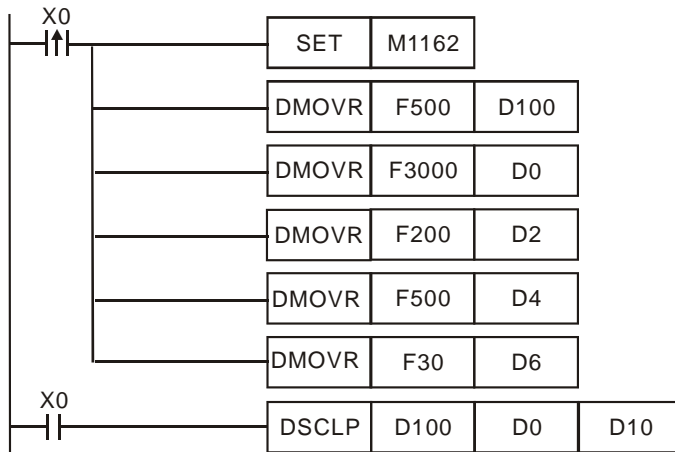 X0
SET M1162
DMOVR F500 D100
DMOVR F3000 D0
DMOVR F200 D2
DMOVR F500 D4
DMOVR F30 D6
X0
DSCLP D100 D0 D10